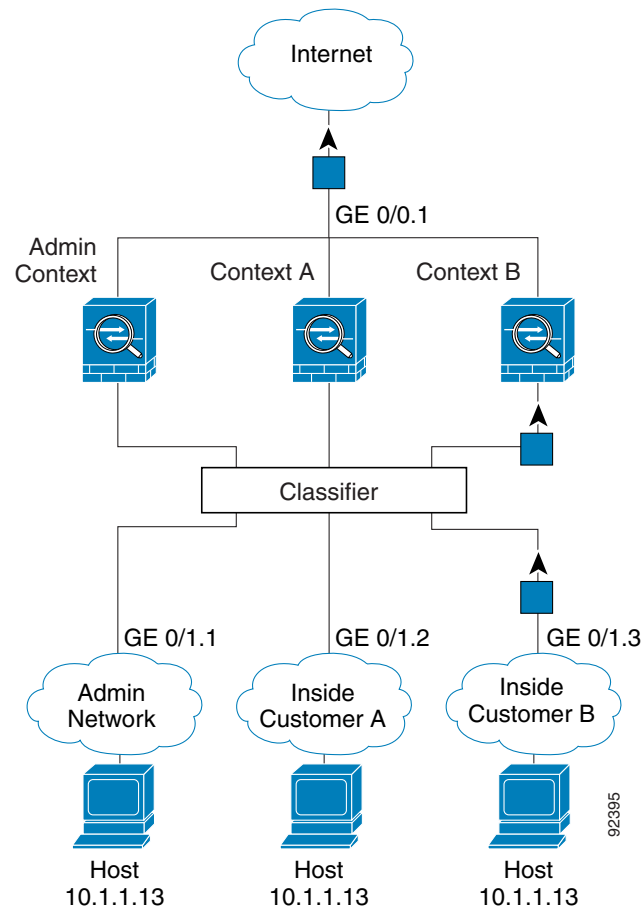 Internet
GE 0/0.1
Admin
Context
Context A
Context B
Classifier
GE 0/1.1
GE 0/1.2
GE 0/1.3
Admin
Network
Inside
Customer A
Inside
Customer B
Host
10.1.1.13
Host
10.1.1.13
Host
10.1.1.13
92395